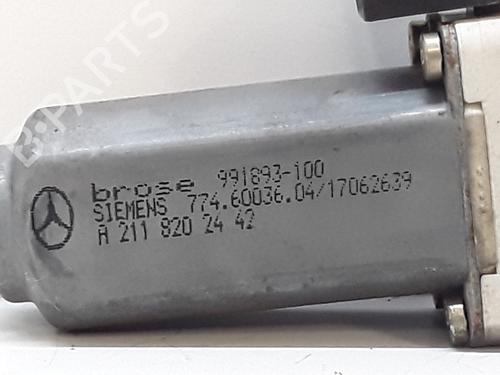 B-PARTS
brose 991893-100
SIEMENS 774.60036.04/17062639
A 211 820 24 42